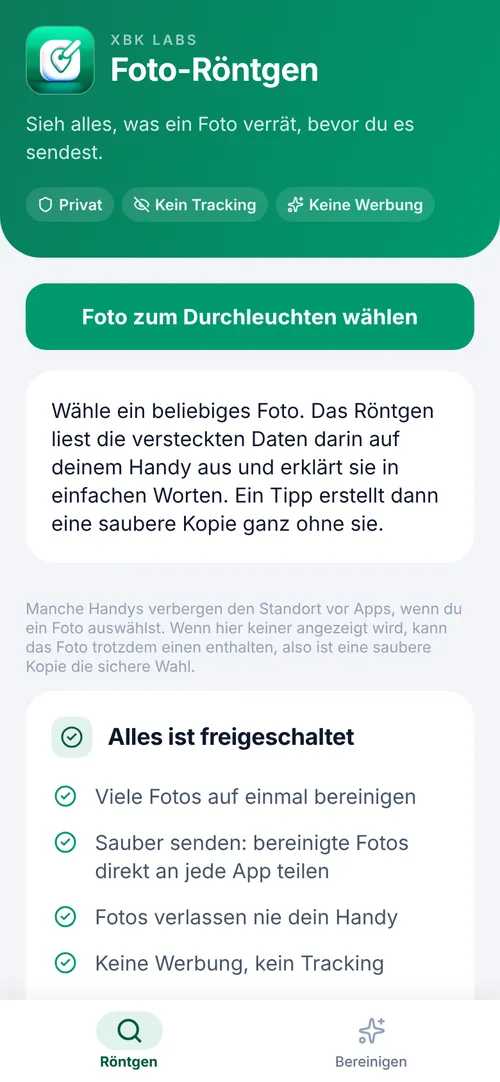 XBK LABS
Foto-Röntgen
Sieh alles, was ein Foto verrät, bevor du es
sendest.
Privat
Kein Tracking
Keine Werbung
Foto zum Durchleuchten wählen
Wähle ein beliebiges Foto. Das Röntgen
liest die versteckten Daten darin auf
deinem Handy aus und erklärt sie in
einfachen Worten. Ein Tipp erstellt dann
eine saubere Kopie ganz ohne sie.
Manche Handys verbergen den Standort vor Apps, wenn du
ein Foto auswählst. Wenn hier keiner angezeigt wird, kann
das Foto trotzdem einen enthalten, also ist eine saubere
Kopie die sichere Wahl.
Alles ist freigeschaltet
Viele Fotos auf einmal bereinigen
Sauber senden: bereinigte Fotos
direkt an jede App teilen
Fotos verlassen nie dein Handy
Keine Werbung, kein Tracking
Röntgen
Bereinigen